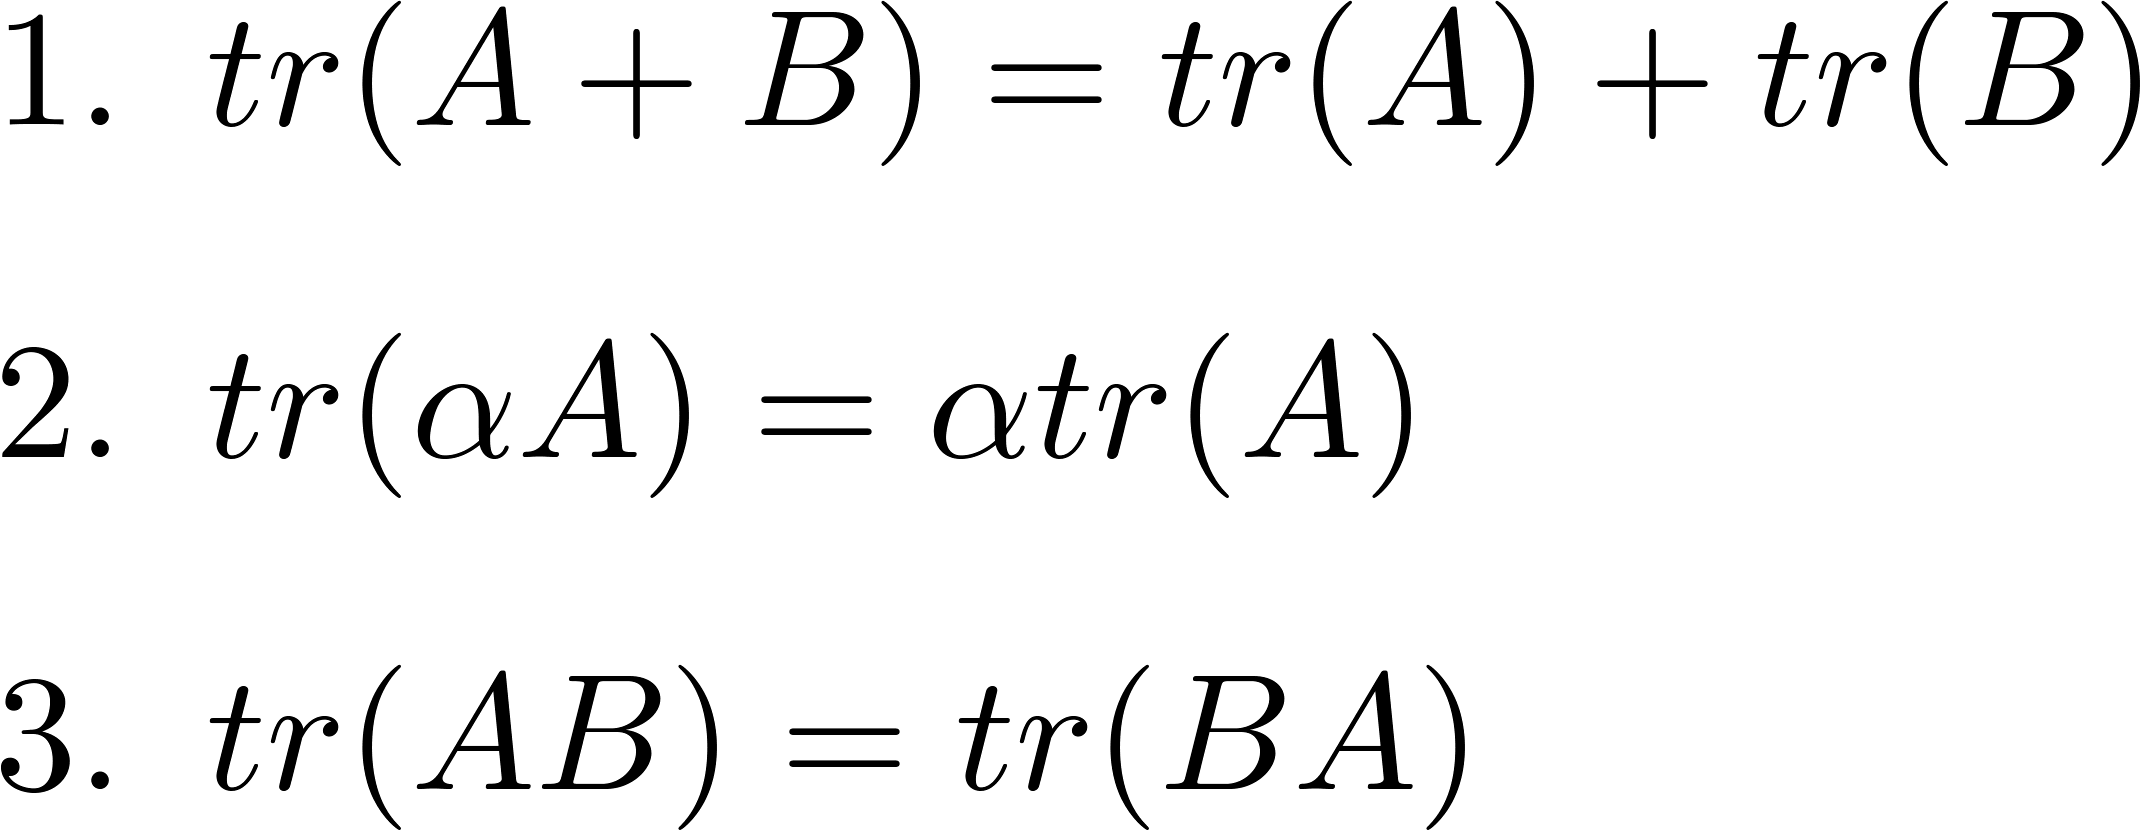 1. tr(A + B) = tr(A) + tr(B)
2. tr(αA) = αtr(A)
3. tr(AB) = tr(BA)